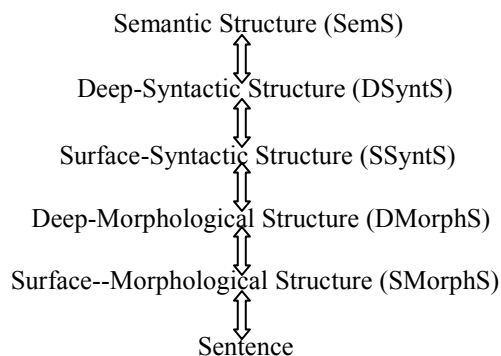 Semantic Structure (SemS)
Deep-Syntactic Structure (DSyntS)
Surface-Syntactic Structure (SSyntS)
Deep-Morphological Structure (DMorphS)
Surface--Morphological Structure (SMorphS)
Sentence